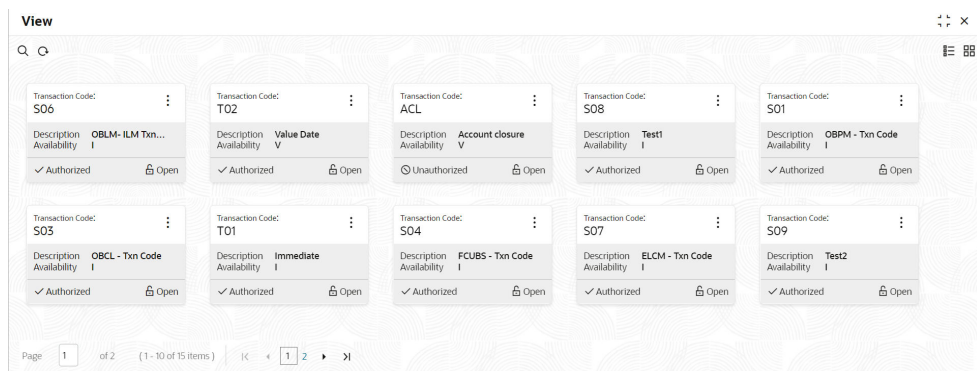 View
Transaction Code:
S06
Description OBLM- ILM Txn...
Availability I
Authorized Open
Transaction Code:
T02
Description Value Date
Availability V
Authorized Open
Transaction Code:
ACL
Description Account closure
Availability V
Unauthorized Open
Transaction Code:
S08
Description Test1
Availability I
Authorized Open
Transaction Code:
S01
Description OBPM - Txn Code
Availability I
Authorized Open
Transaction Code:
S03
Description OBCL - Txn Code
Availability I
Authorized Open
Transaction Code:
T01
Description Immediate
Availability I
Authorized Open
Transaction Code:
S04
Description FCUBS - Txn Code
Availability I
Authorized Open
Transaction Code:
S07
Description ELCM - Txn Code
Availability I
Authorized Open
Transaction Code:
S09
Description Test2
Availability I
Authorized Open
Page 1 of 2 (1 - 10 of 15 items) 1 2